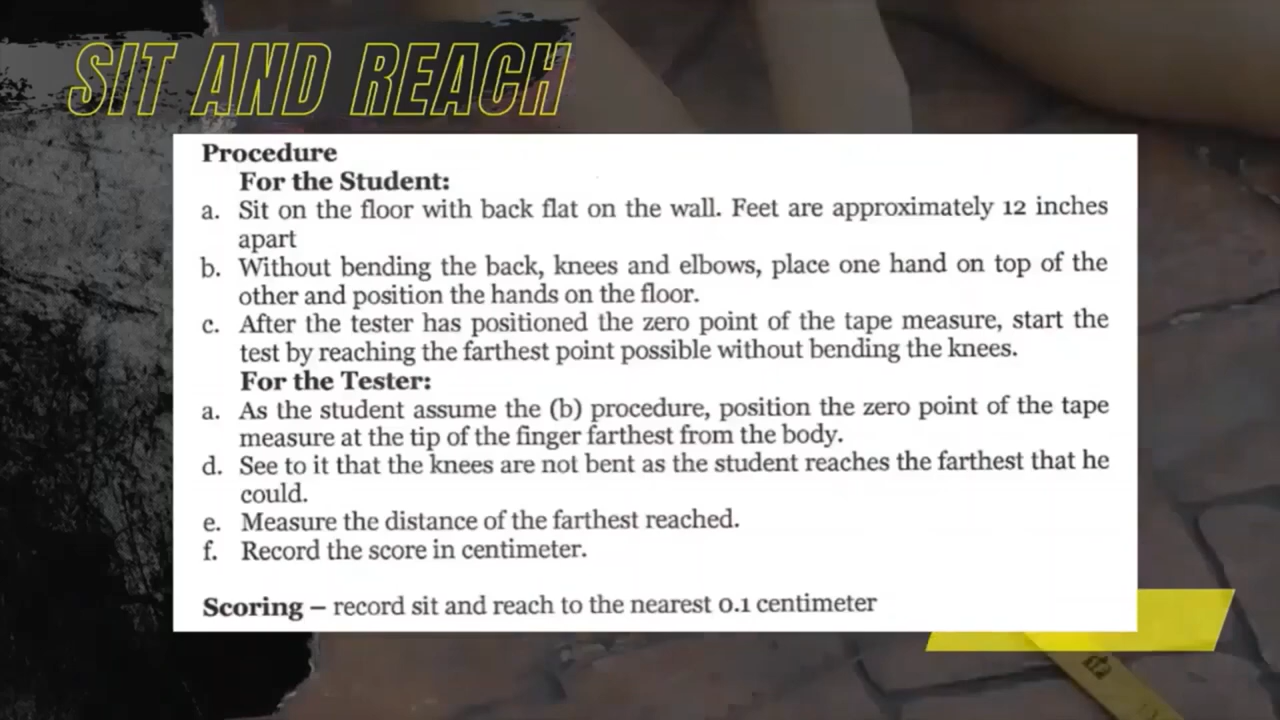 SIT AND REACH
Procedure
For the Student:
a. Sit on the floor with back flat on the wall. Feet are approximately 12 inches
apart
b. Without bending the back, knees and elbows, place one hand on top of the
other and position the hands on the floor.
c. After the tester has positioned the zero point of the tape measure, start the
test by reaching the farthest point possible without bending the knees.
For the Tester:
a. As the student assume the (b) procedure, position the zero point of the tape
measure at the tip of the finger farthest from the body.
d. See to it that the knees are not bent as the student reaches the farthest that he
could.
e. Measure the distance of the farthest reached.
f. Record the score in centimeter.
Scoring – record sit and reach to the nearest 0.1 centimeter